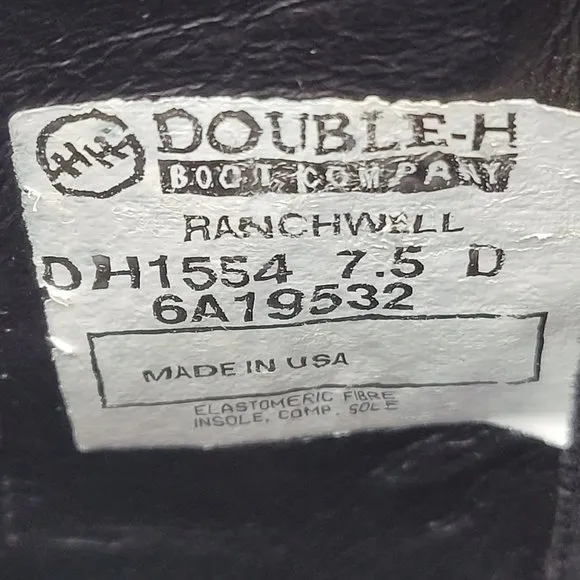 HH DOUBLE-H
BOOT COMPANY
RANCHWELL
DH1554 7.5 D
6A19532
MADE IN USA
ELASTOMERIC FIBRE
INSOLE, COMP. SOLE